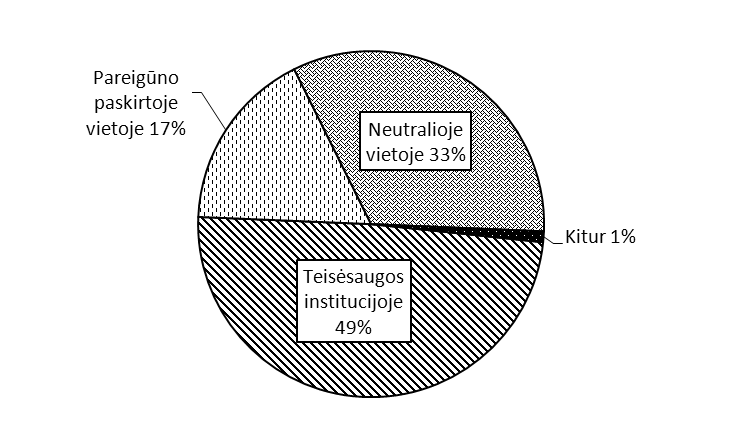 Pareigūno
paskirtoje
vietoje 17%
Neutralioje
vietoje 33%
Kitur 1%
Teisėsaugos
institucijoje
49%